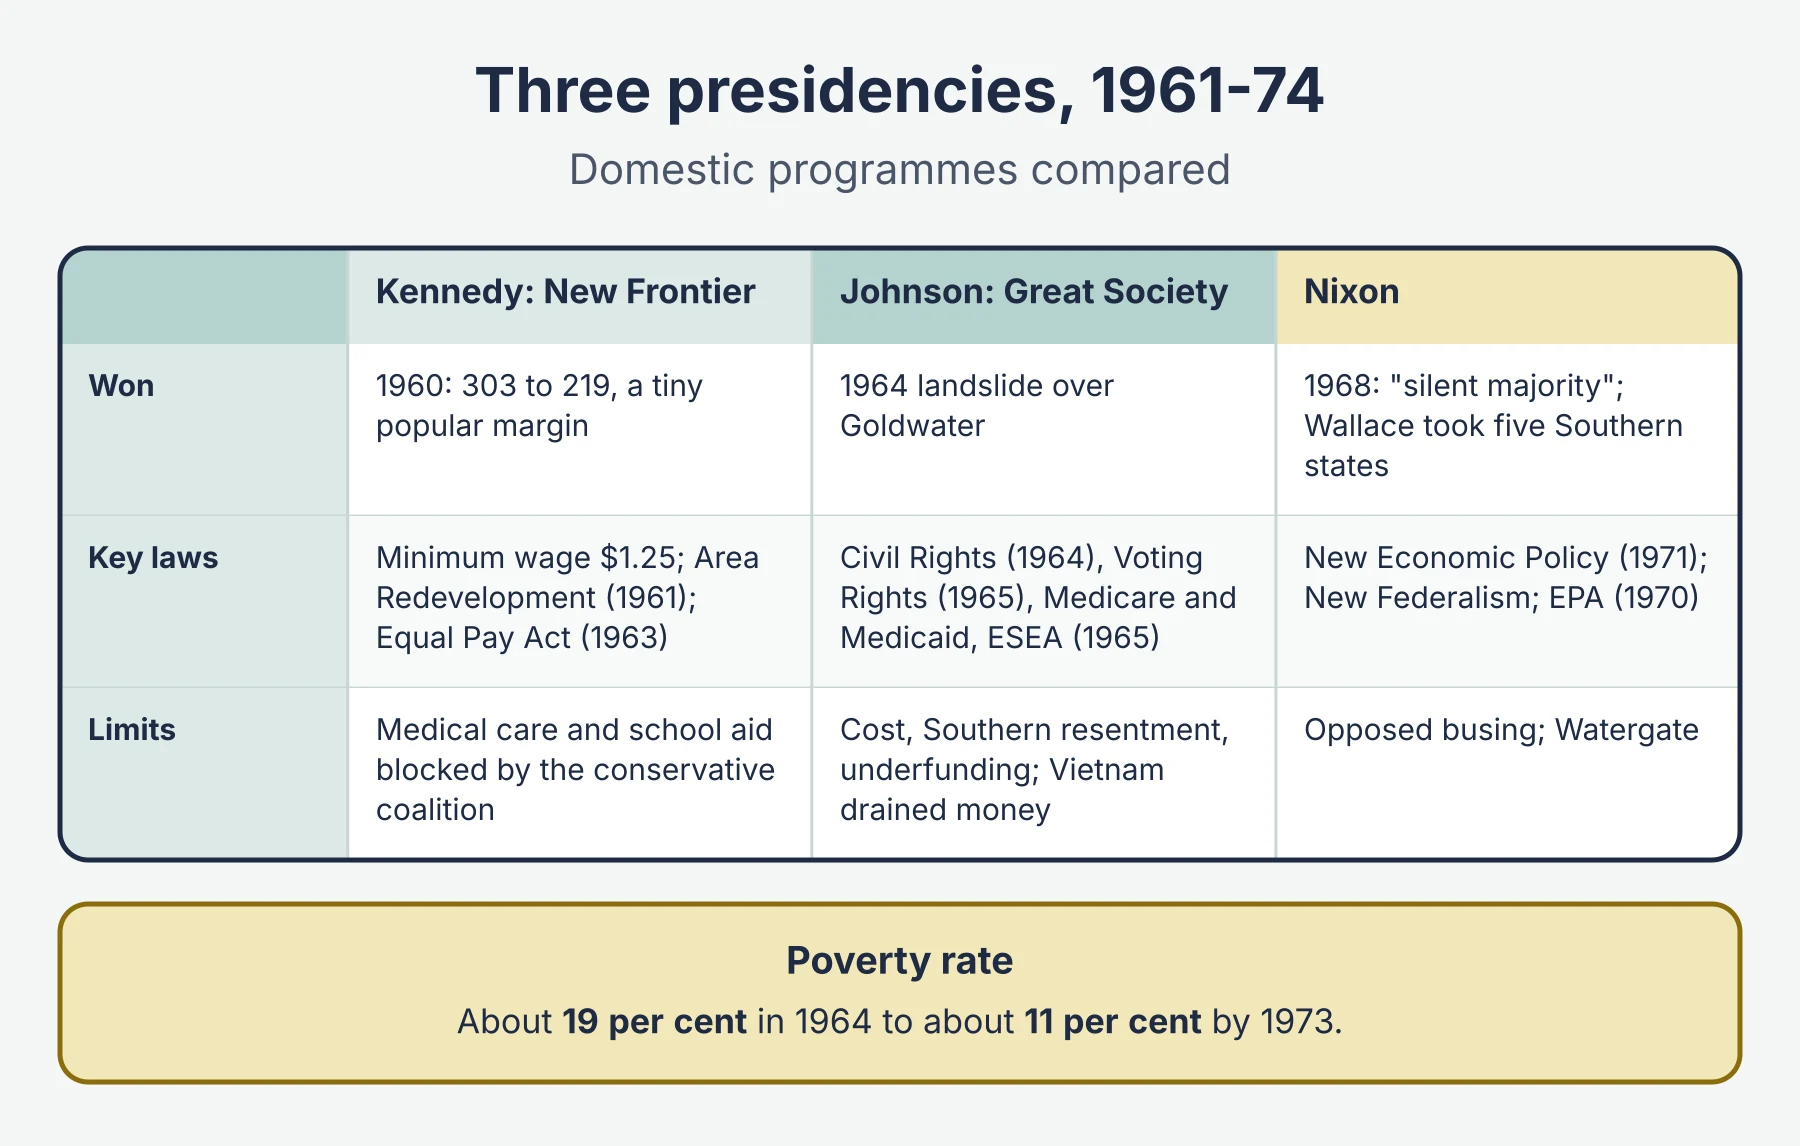 Three presidencies, 1961-74
Domestic programmes compared
Kennedy: New Frontier
Johnson: Great Society
Nixon
Won
1960: 303 to 219, a tiny
popular margin
1964 landslide over
Goldwater
1968: "silent majority";
Wallace took five Southern
states
Key laws
Minimum wage $1.25; Area
Redevelopment (1961);
Equal Pay Act (1963)
Civil Rights (1964), Voting
Rights (1965), Medicare and
Medicaid, ESEA (1965)
New Economic Policy (1971);
New Federalism; EPA (1970)
Limits
Medical care and school aid
blocked by the conservative
coalition
Cost, Southern resentment,
underfunding; Vietnam
drained money
Opposed busing; Watergate
Poverty rate
About 19 per cent in 1964 to about 11 per cent by 1973.